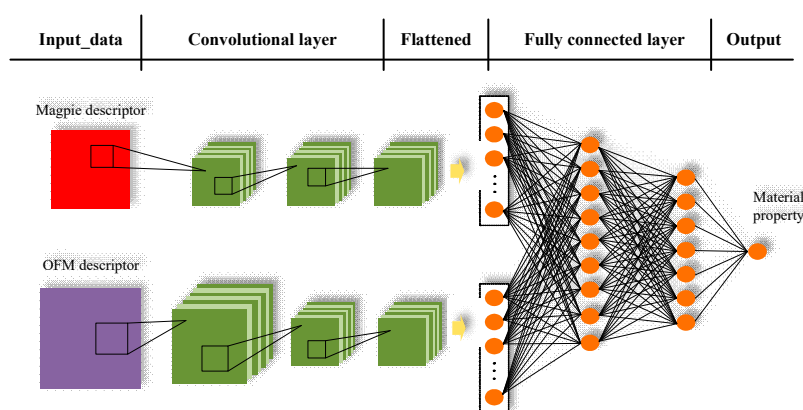 Input_data
Convolutional layer
Flattened
Fully connected layer
Output
Magpie descriptor
OFM descriptor
Material
property